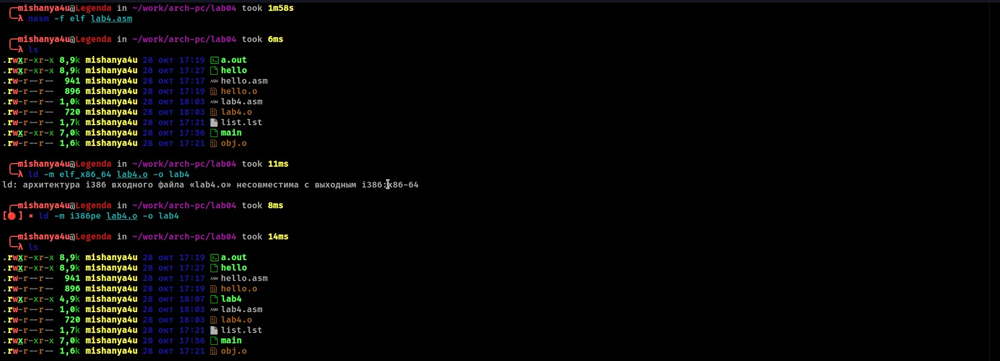 mishanya4u@Legenda in ~/work/arch-pc/lab04 took 1m58s
λ nasm -f elf lab4.asm
mishanya4u@Legenda in ~/work/arch-pc/lab04 took 6ms
λ ls
.rwxr-xr-x 8,9k mishanya4u 28 окт 17:19 a.out
.rwxr-xr-x 8,9k mishanya4u 28 окт 17:27 hello
.rw-r--r-- 941 mishanya4u 28 окт 17:17 ASM hello.asm
.rw-r--r-- 896 mishanya4u 28 окт 17:19 hello.o
.rw-r--r-- 1,0k mishanya4u 28 окт 18:03 ASM lab4.asm
.rw-r--r-- 720 mishanya4u 28 окт 18:03 lab4.o
.rw-r--r-- 1,7k mishanya4u 28 окт 17:21 list.lst
.rwxr-xr-x 7,0k mishanya4u 28 окт 17:56 main
.rw-r--r-- 1,6k mishanya4u 28 окт 17:21 obj.o
mishanya4u@Legenda in ~/work/arch-pc/lab04 took 11ms
λ ld -m elf_x86_64 lab4.o -o lab4
ld: архитектура i386 входного файла «lab4.o» несовместима с выходным i386:x86-64
mishanya4u@Legenda in ~/work/arch-pc/lab04 took 8ms
[🔴] ✖ ld -m i386pe lab4.o -o lab4
mishanya4u@Legenda in ~/work/arch-pc/lab04 took 14ms
λ ls
.rwxr-xr-x 8,9k mishanya4u 28 окт 17:19 a.out
.rwxr-xr-x 8,9k mishanya4u 28 окт 17:27 hello
.rw-r--r-- 941 mishanya4u 28 окт 17:17 ASM hello.asm
.rw-r--r-- 896 mishanya4u 28 окт 17:19 hello.o
.rwxr-xr-x 4,9k mishanya4u 28 окт 18:07 lab4
.rw-r--r-- 1,0k mishanya4u 28 окт 18:03 ASM lab4.asm
.rw-r--r-- 720 mishanya4u 28 окт 18:03 lab4.o
.rw-r--r-- 1,7k mishanya4u 28 окт 17:21 list.lst
.rwxr-xr-x 7,0k mishanya4u 28 окт 17:56 main
.rw-r--r-- 1,6k mishanya4u 28 окт 17:21 obj.o